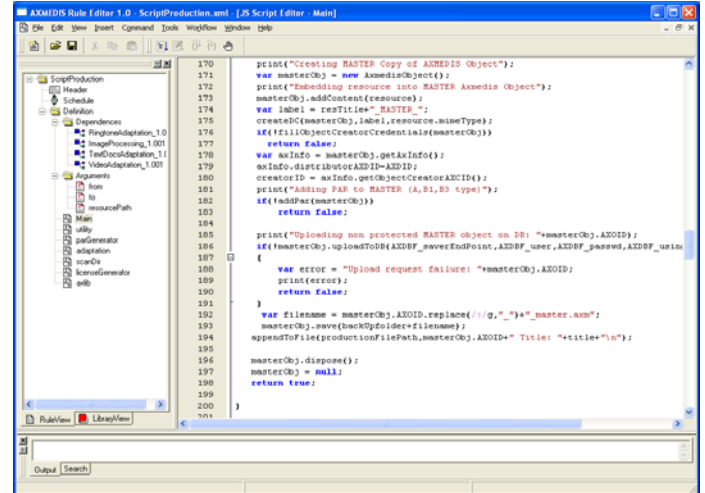 AXMEDIS Rule Editor 1.0 - ScriptProduction.xml - [JS Script Editor - Main]
File Edit View Insert Command Tools Workflow Window Help
ScriptProduction
Header
Schedule
Definition
Dependences
RingtoneAdaptation_1.0
ImageProcessing_1.001
TextDocsAdaptation_1.(
VideoAdaptation_1.001
Arguments
from
to
resourcePath
Main
utility
parGenerator
adaptation
scanDir
licenseGenerator
axlib
RuleView LibraryView
170 print("Creating MASTER Copy of AXMEDIS Object");
171 var masterObj = new AxmedisObject();
172 print("Embedding resource into MASTER Axmedis Object");
173 masterObj.addContent(resource);
174 var label = resTitle+"_MASTER_";
175 createDC(masterObj,label,resource.mimeType);
176 if(!fillObjectCreatorCredentials(masterObj))
177 return false;
178 var axInfo = masterObj.getAxInfo();
179 axInfo.distributorAXDID=AXDID;
180 creatorID = axInfo.getObjectCreatorAXCID();
181 print("Adding PAR to MASTER (A,B1,B3 type)");
182 if(!addPar(masterObj))
183 return false;
184
185 print("Uploading non protected MASTER object on DB: "+masterObj.AXOID);
186 if(!masterObj.uploadToDB(AXDBF_saverEndPoint,AXDBF_user,AXDBF_passwd,AXDBF_using
187 {
188 var error = "Upload request failure: "+masterObj.AXOID;
189 print(error);
190 return false;
191 }
192 var filename = masterObj.AXOID.replace(/:/g,"_")+"_master.axm";
193 masterObj.save(backUpfolder+filename);
194 appendToFile(productionFilePath,masterObj.AXOID+" Title: "+title+"\n");
195
196 masterObj.dispose();
197 masterObj = null;
198 return true;
199
200 }
201
Output Search